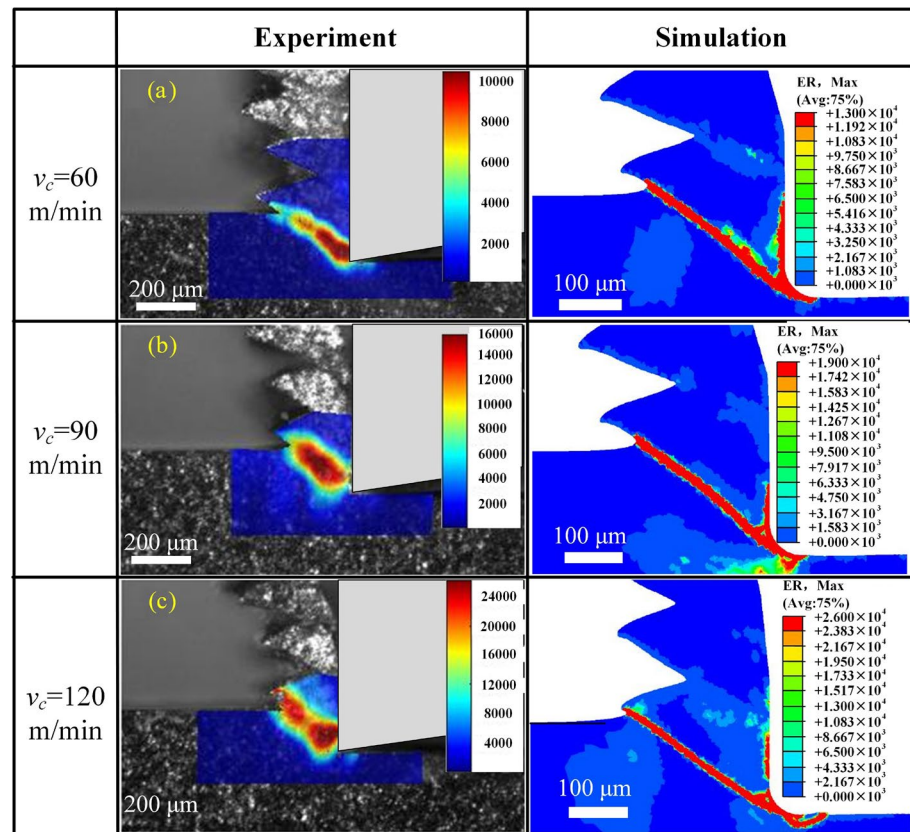 Experiment
Simulation
v_c=60
m/min
(a)
10000
8000
6000
4000
2000
200 μm
ER, Max
(Avg:75%)
+1.300×10⁴
+1.192×10⁴
+1.083×10⁴
+9.750×10³
+8.667×10³
+7.583×10³
+6.500×10³
+5.416×10³
+4.333×10³
+3.250×10³
+2.167×10³
+1.083×10³
+0.000×10³
100 μm
v_c=90
m/min
(b)
16000
14000
12000
10000
8000
6000
4000
2000
200 μm
ER, Max
(Avg:75%)
+1.900×10⁴
+1.742×10⁴
+1.583×10⁴
+1.425×10⁴
+1.267×10⁴
+1.108×10⁴
+9.500×10³
+7.917×10³
+6.333×10³
+4.750×10³
+3.167×10³
+1.583×10³
+0.000×10³
100 μm
v_c=120
m/min
(c)
24000
20000
16000
12000
8000
4000
200 μm
ER, Max
(Avg:75%)
+2.600×10⁴
+2.383×10⁴
+2.167×10⁴
+1.950×10⁴
+1.733×10⁴
+1.517×10⁴
+1.300×10⁴
+1.083×10⁴
+8.667×10³
+6.500×10³
+4.333×10³
+2.167×10³
+0.000×10³
100 μm